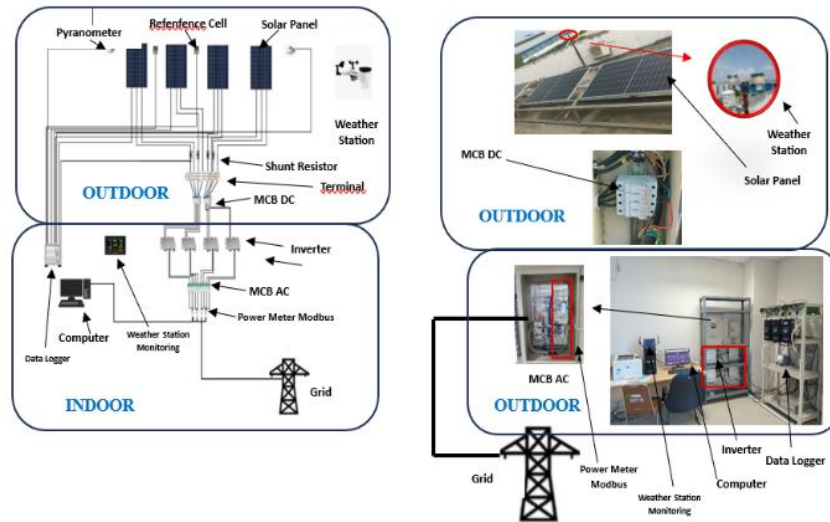 Pyranometer
Refenfence Cell
Solar Panel
Weather
Station
Shunt Resistor
Terminal
MCB DC
OUTDOOR
Inverter
MCB AC
Power Meter Modbus
Computer
Weather Station
Monitoring
Data Logger
INDOOR
Grid
Weather
Station
MCB DC
Solar Panel
OUTDOOR
MCB AC
OUTDOOR
Inverter
Data Logger
Power Meter
Modbus
Computer
Weather Station
Monitoring
Grid